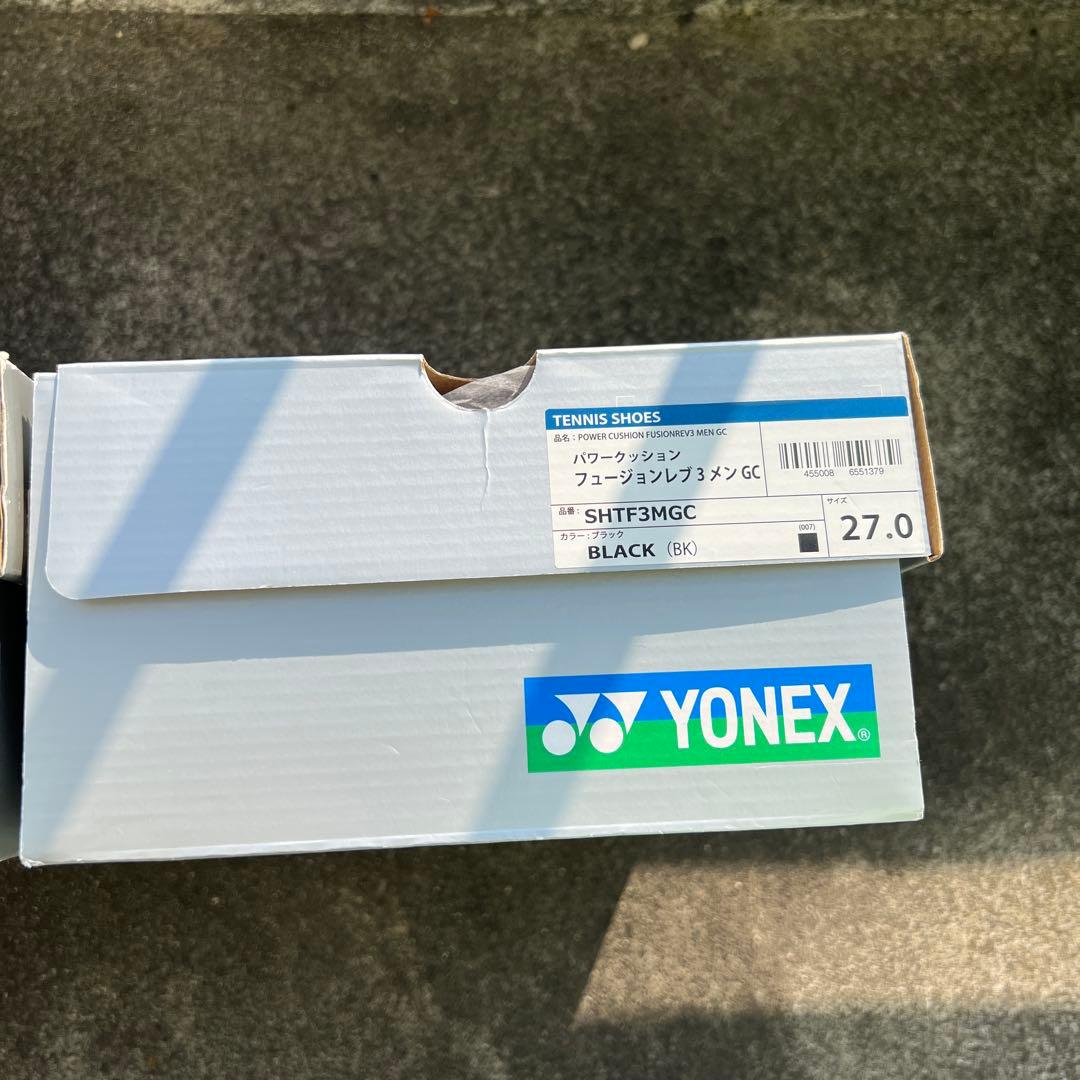 TENNIS SHOES
品名：POWER CUSHION FUSIONREV3 MEN GC
パワークッション
フュージョンレブ 3 メン GC
455008 6551379
品番： SHTF3MGC
カラー：ブラック
BLACK (BK)
(007)
サイズ
27.0
YONEX®